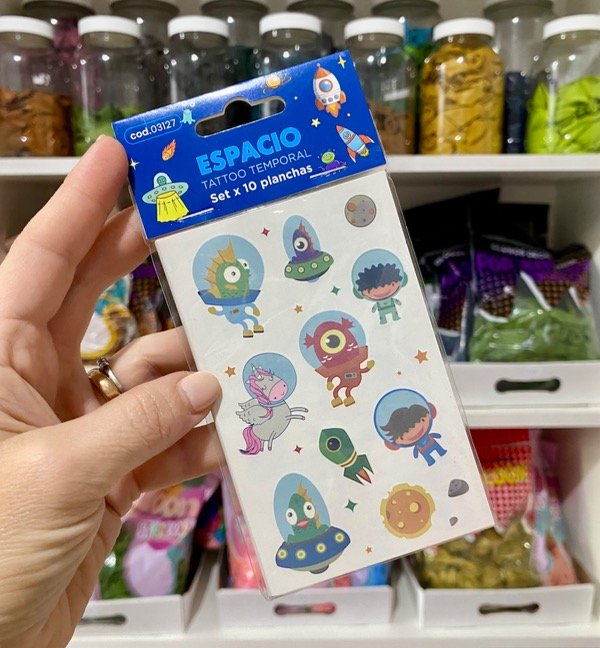 cod.03127
ESPACIO
TATTOO TEMPORAL
Set x 10 planchas